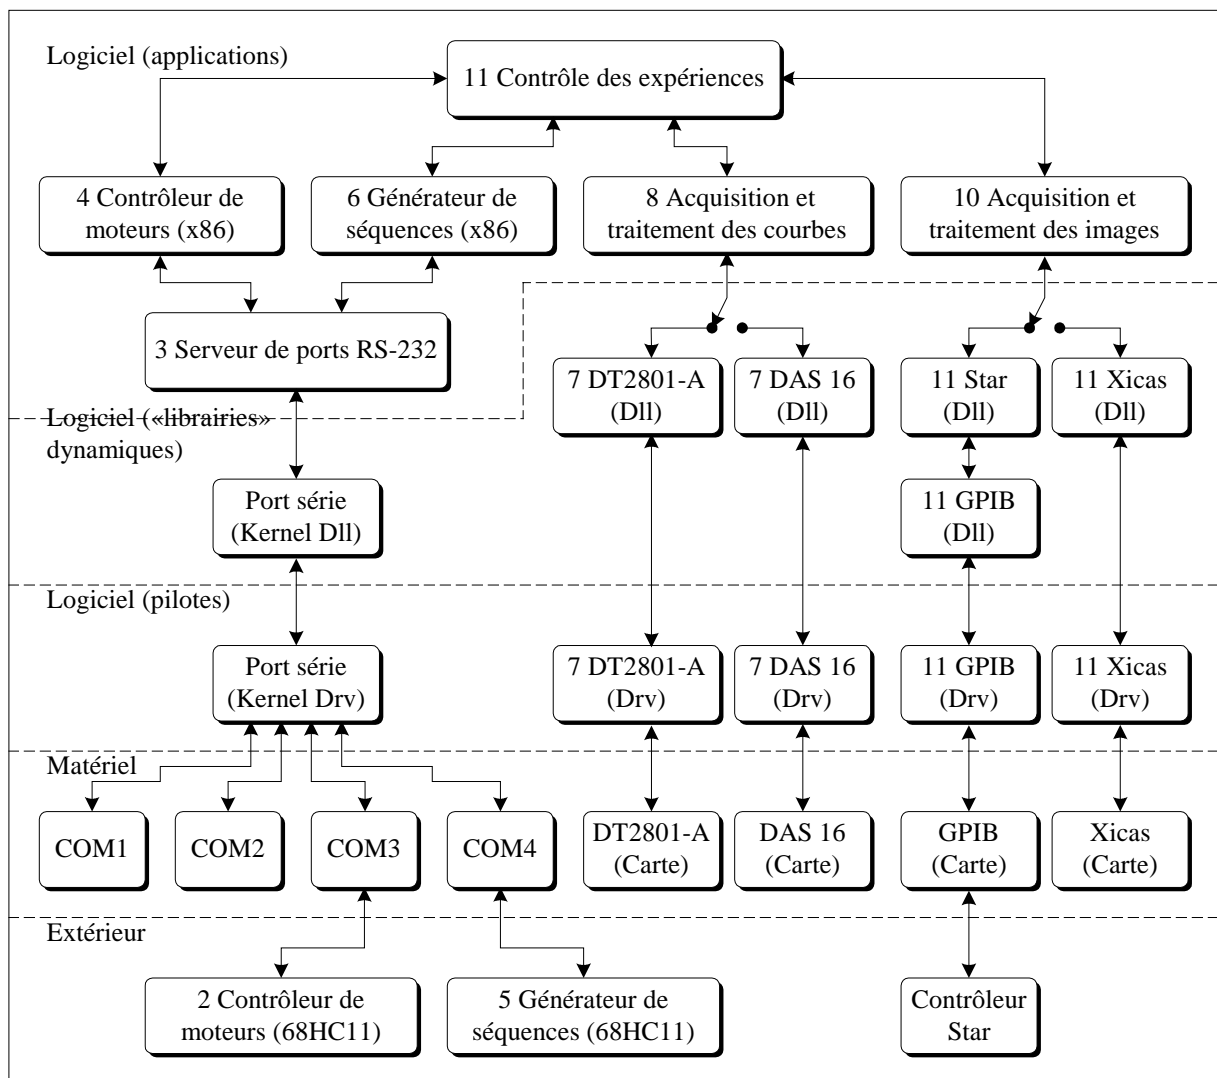 Logiciel (applications)
11 Contrôle des expériences
4 Contrôleur de
moteurs (x86)
6 Générateur de
séquences (x86)
8 Acquisition et
traitement des courbes
10 Acquisition et
traitement des images
3 Serveur de ports RS-232
7 DT2801-A
(Dll)
7 DAS 16
(Dll)
11 Star
(Dll)
11 Xicas
(Dll)
Logiciel («librairies»
dynamiques)
Port série
(Kernel Dll)
11 GPIB
(Dll)
Logiciel (pilotes)
Port série
(Kernel Drv)
7 DT2801-A
(Drv)
7 DAS 16
(Drv)
11 GPIB
(Drv)
11 Xicas
(Drv)
Matériel
COM1
COM2
COM3
COM4
DT2801-A
(Carte)
DAS 16
(Carte)
GPIB
(Carte)
Xicas
(Carte)
Extérieur
2 Contrôleur de
moteurs (68HC11)
5 Générateur de
séquences (68HC11)
Contrôleur
Star